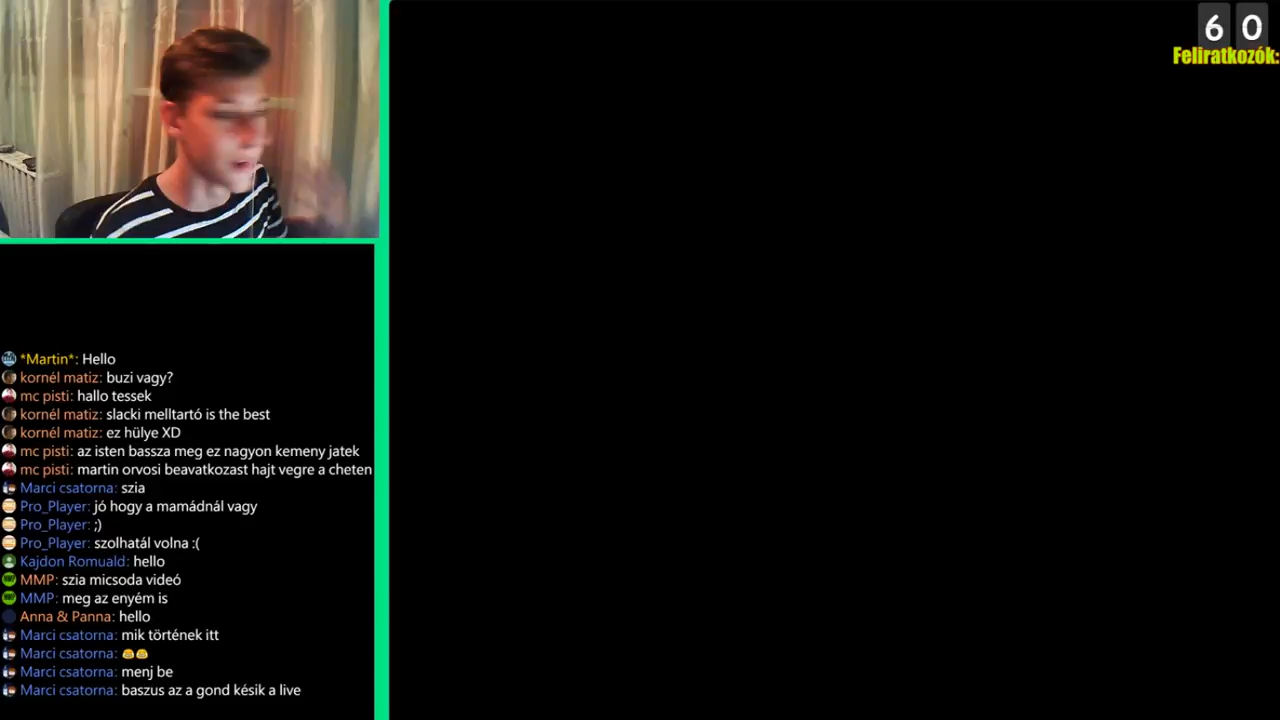 60
Feliratkozók:
*Martin*: Hello
kornél matiz: buzi vagy?
mc pisti: hallo tessek
kornél matiz: slacki melltartó is the best
kornél matiz: ez hülye XD
mc pisti: az isten bassza meg ez nagyon kemeny jatek
mc pisti: martin orvosi beavatkozast hajt vegre a cheten
Marci csatorna: szia
Pro_Player: jó hogy a mamádnál vagy
Pro_Player: ;)
Pro_Player: szolhatál volna :(
Kajdon Romuald: hello
MMP: szia micsoda videó
MMP: meg az enyém is
Anna & Panna: hello
Marci csatorna: mik történek itt
Marci csatorna:
Marci csatorna: menj be
Marci csatorna: baszus az a gond késik a live